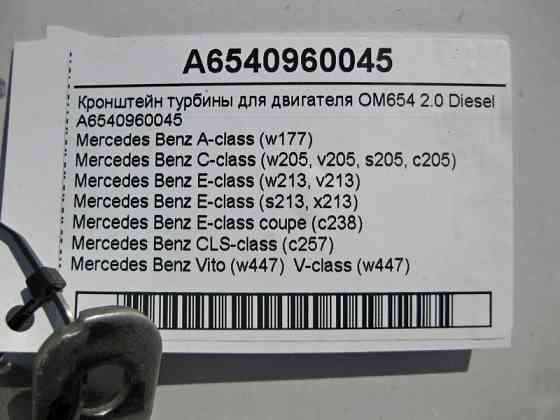 A6540960045
Кронштейн турбины для двигателя OM654 2.0 Diesel
A6540960045
Mercedes Benz A-class (w177)
Mercedes Benz C-class (w205, v205, s205, c205)
Mercedes Benz E-class (w213, v213)
Mercedes Benz E-class (s213, x213)
Mercedes Benz E-class coupe (c238)
Mercedes Benz CLS-class (c257)
Mercedes Benz Vito (w447) V-class (w447)